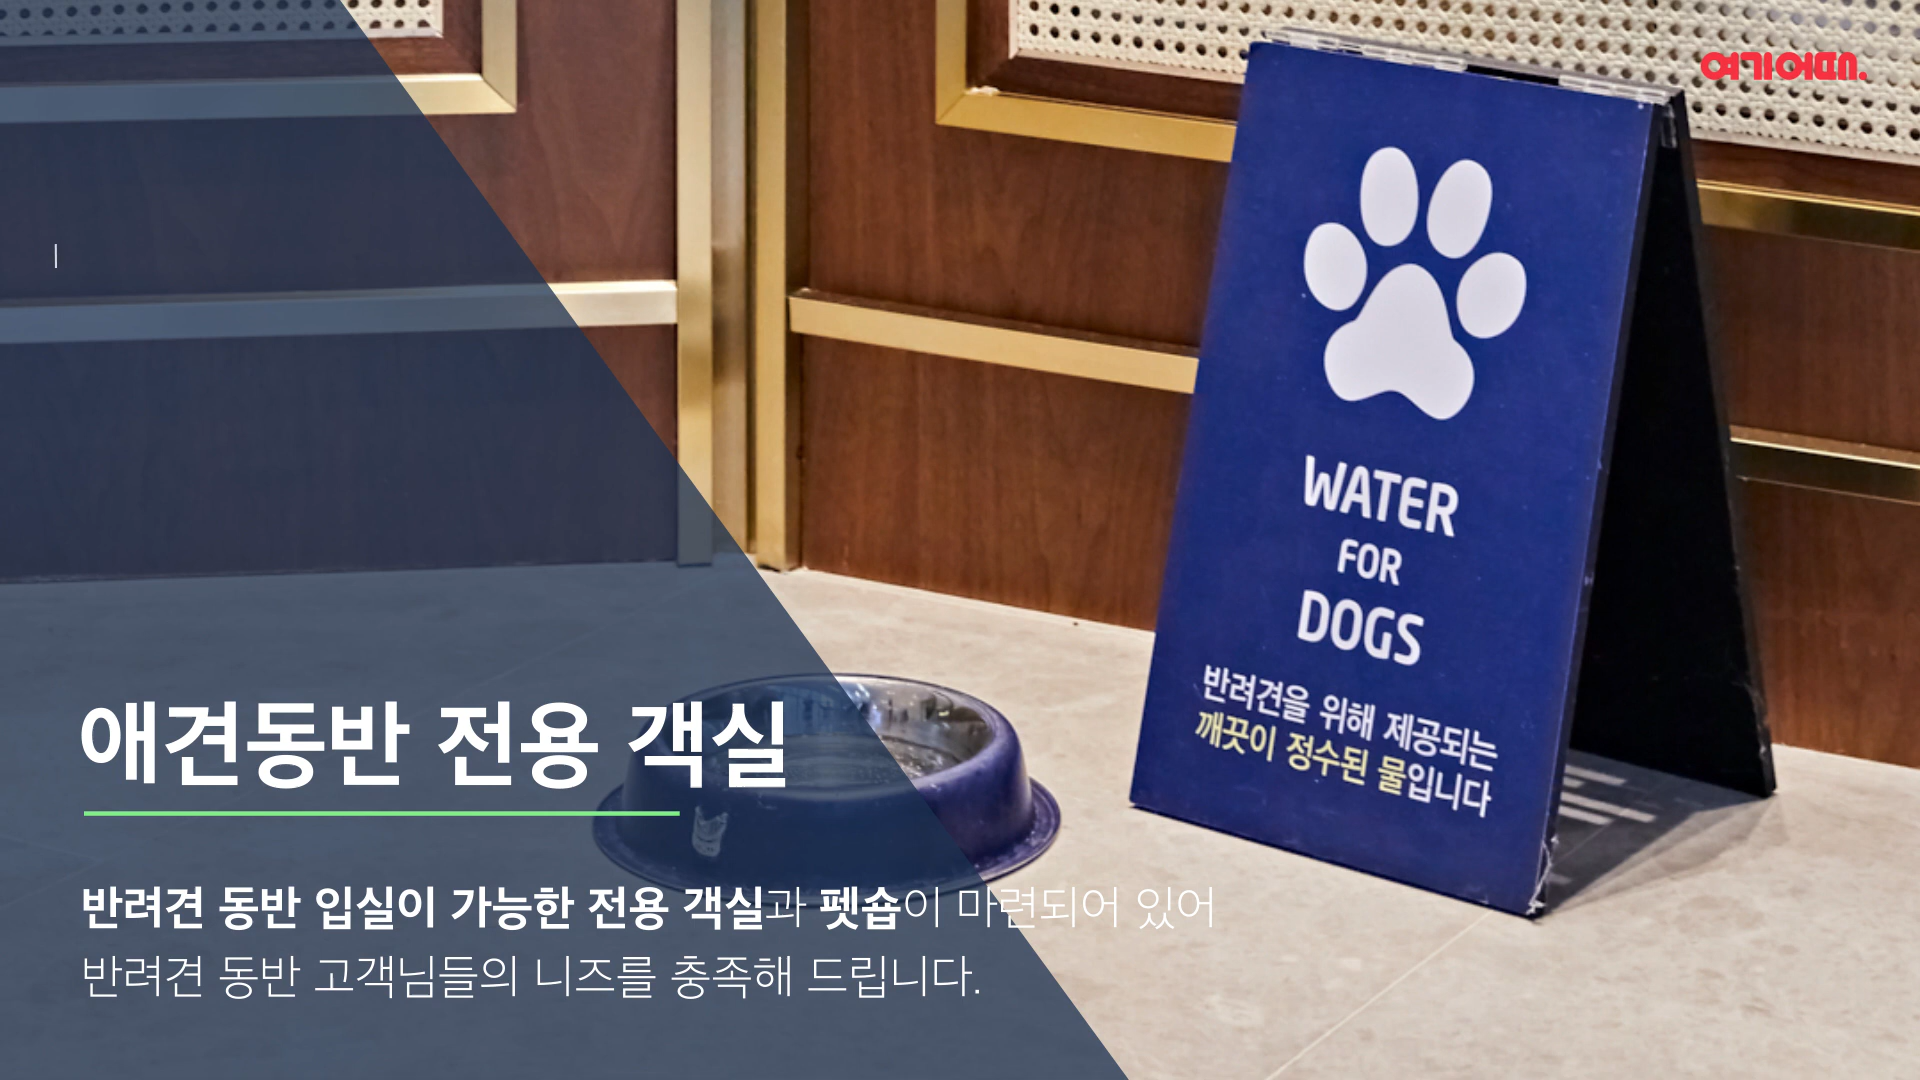 여기어때.
WATER
FOR
DOGS
반려견을 위해 제공되는
깨끗이 정수된 물입니다
애견동반 전용 객실
반려견 동반 입실이 가능한 전용 객실과 펫숍이 마련되어 있어
반려견 동반 고객님들의 니즈를 충족해 드립니다.